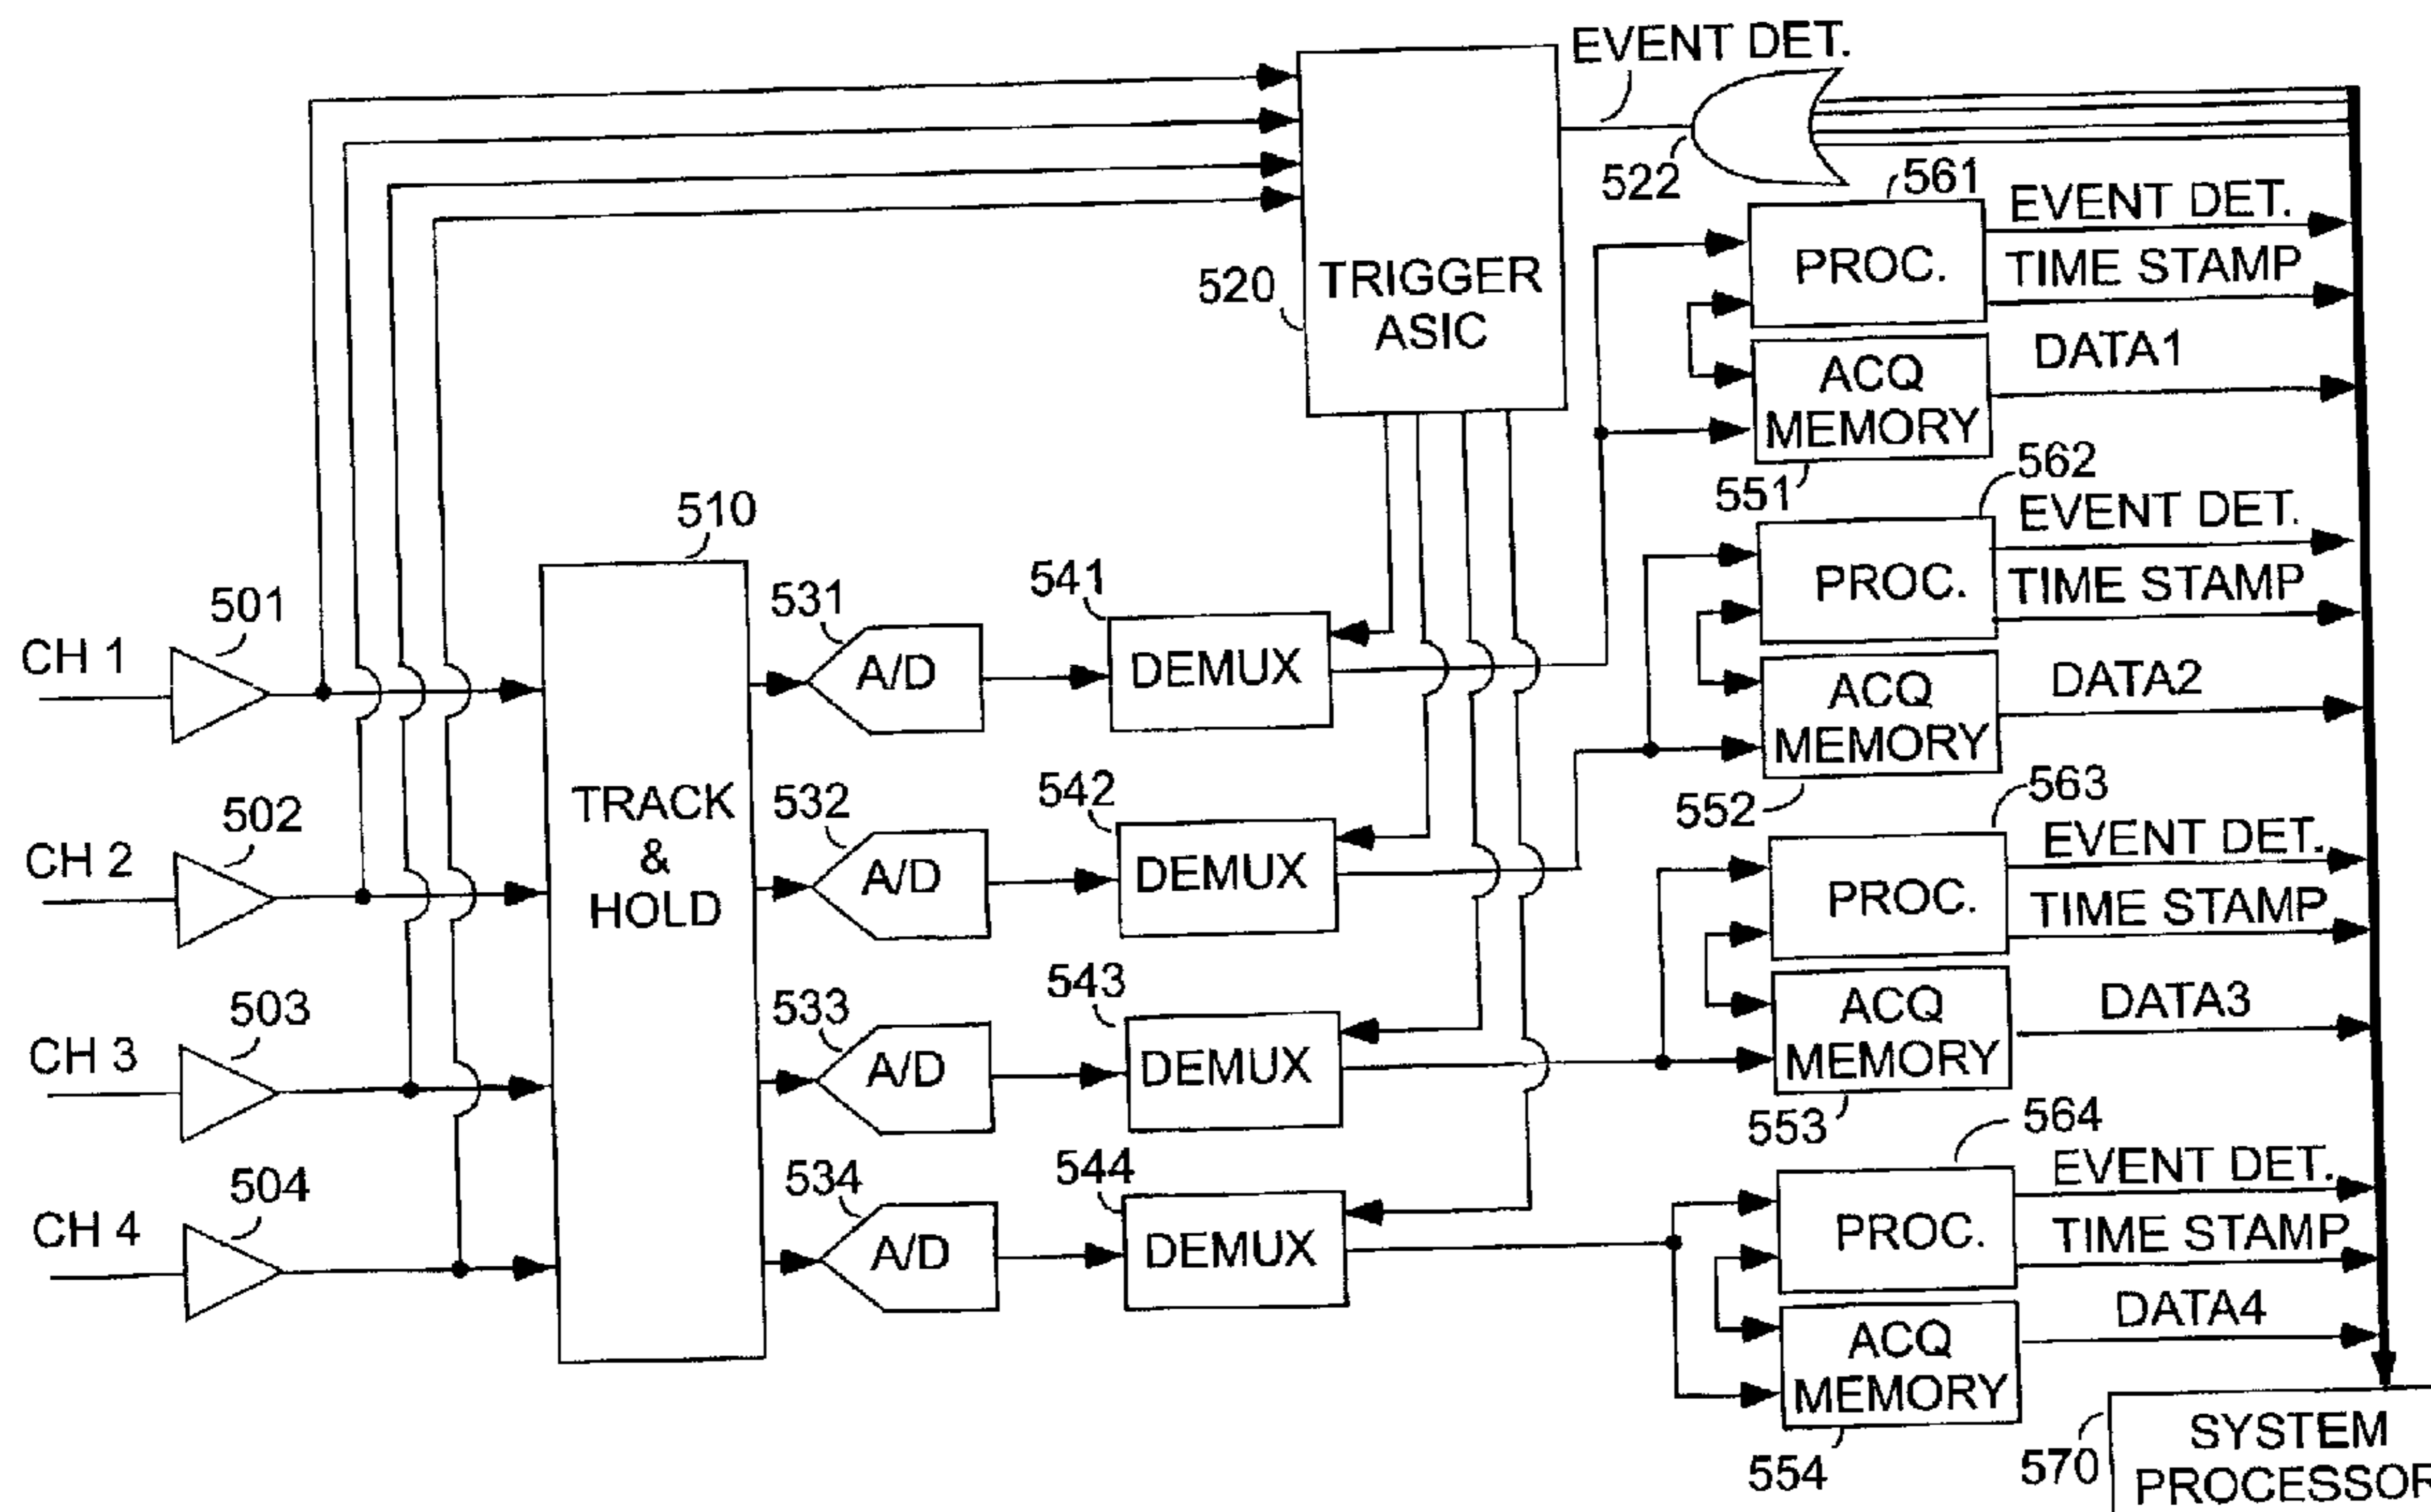 EVENT DET.
522
561
EVENT DET.
TRIGGER
ASIC
520
PROC.
TIME STAMP
ACQ
MEMORY
DATA1
551
562
EVENT DET.
PROC.
TIME STAMP
510
531
541
501
CH 1
A/D
DEMUX
ACQ
MEMORY
DATA2
552
563
EVENT DET.
TRACK
&
HOLD
532
542
502
CH 2
A/D
DEMUX
PROC.
TIME STAMP
533
543
503
CH 3
A/D
DEMUX
ACQ
MEMORY
DATA3
553
564
EVENT DET.
534
544
504
CH 4
A/D
DEMUX
PROC.
TIME STAMP
ACQ
MEMORY
DATA4
554
570
SYSTEM
PROCESSOR